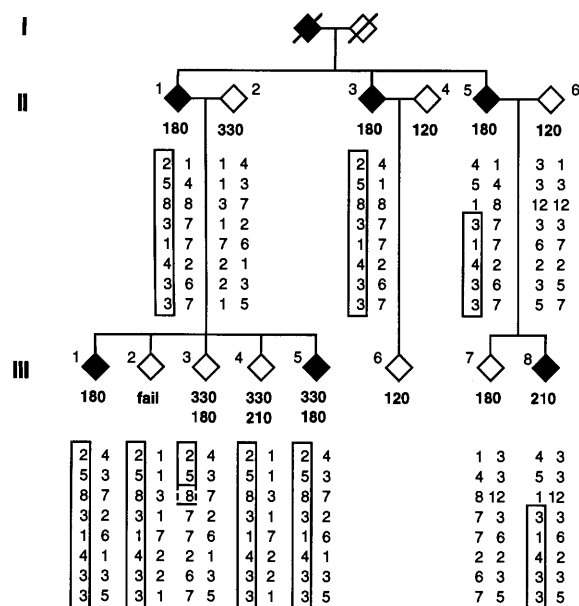 I
II
1 2 3 4 5 6
180 330 180 120 180 120
2 1 1 4 2 4 4 1 3 1
5 4 1 3 5 1 5 4 3 3
8 8 3 7 8 8 1 8 12 12
3 7 1 2 3 7 3 7 3 1
1 7 7 6 1 7 1 7 6 7
4 2 2 1 4 2 4 2 2 2
3 6 2 3 3 6 3 6 3 5
3 7 1 5 3 7 3 7 5 7
III
1 2 3 4 5 6 7 8
180 fail 330 330 330 120 180 210
180 210 180
2 4 2 1 2 4 2 1 2 4 1 3 4 3
5 3 5 1 5 3 5 1 5 3 4 3 5 3
8 7 8 3 8 7 8 3 8 7 8 12 1 12
3 2 3 1 7 2 3 1 3 2 7 3 3 3
1 6 1 7 7 6 1 7 1 6 7 6 1 6
4 1 4 2 2 1 4 2 4 1 2 2 4 2
3 3 3 2 6 3 3 2 3 3 6 3 3 3
3 5 3 1 7 5 3 1 3 5 7 5 3 5